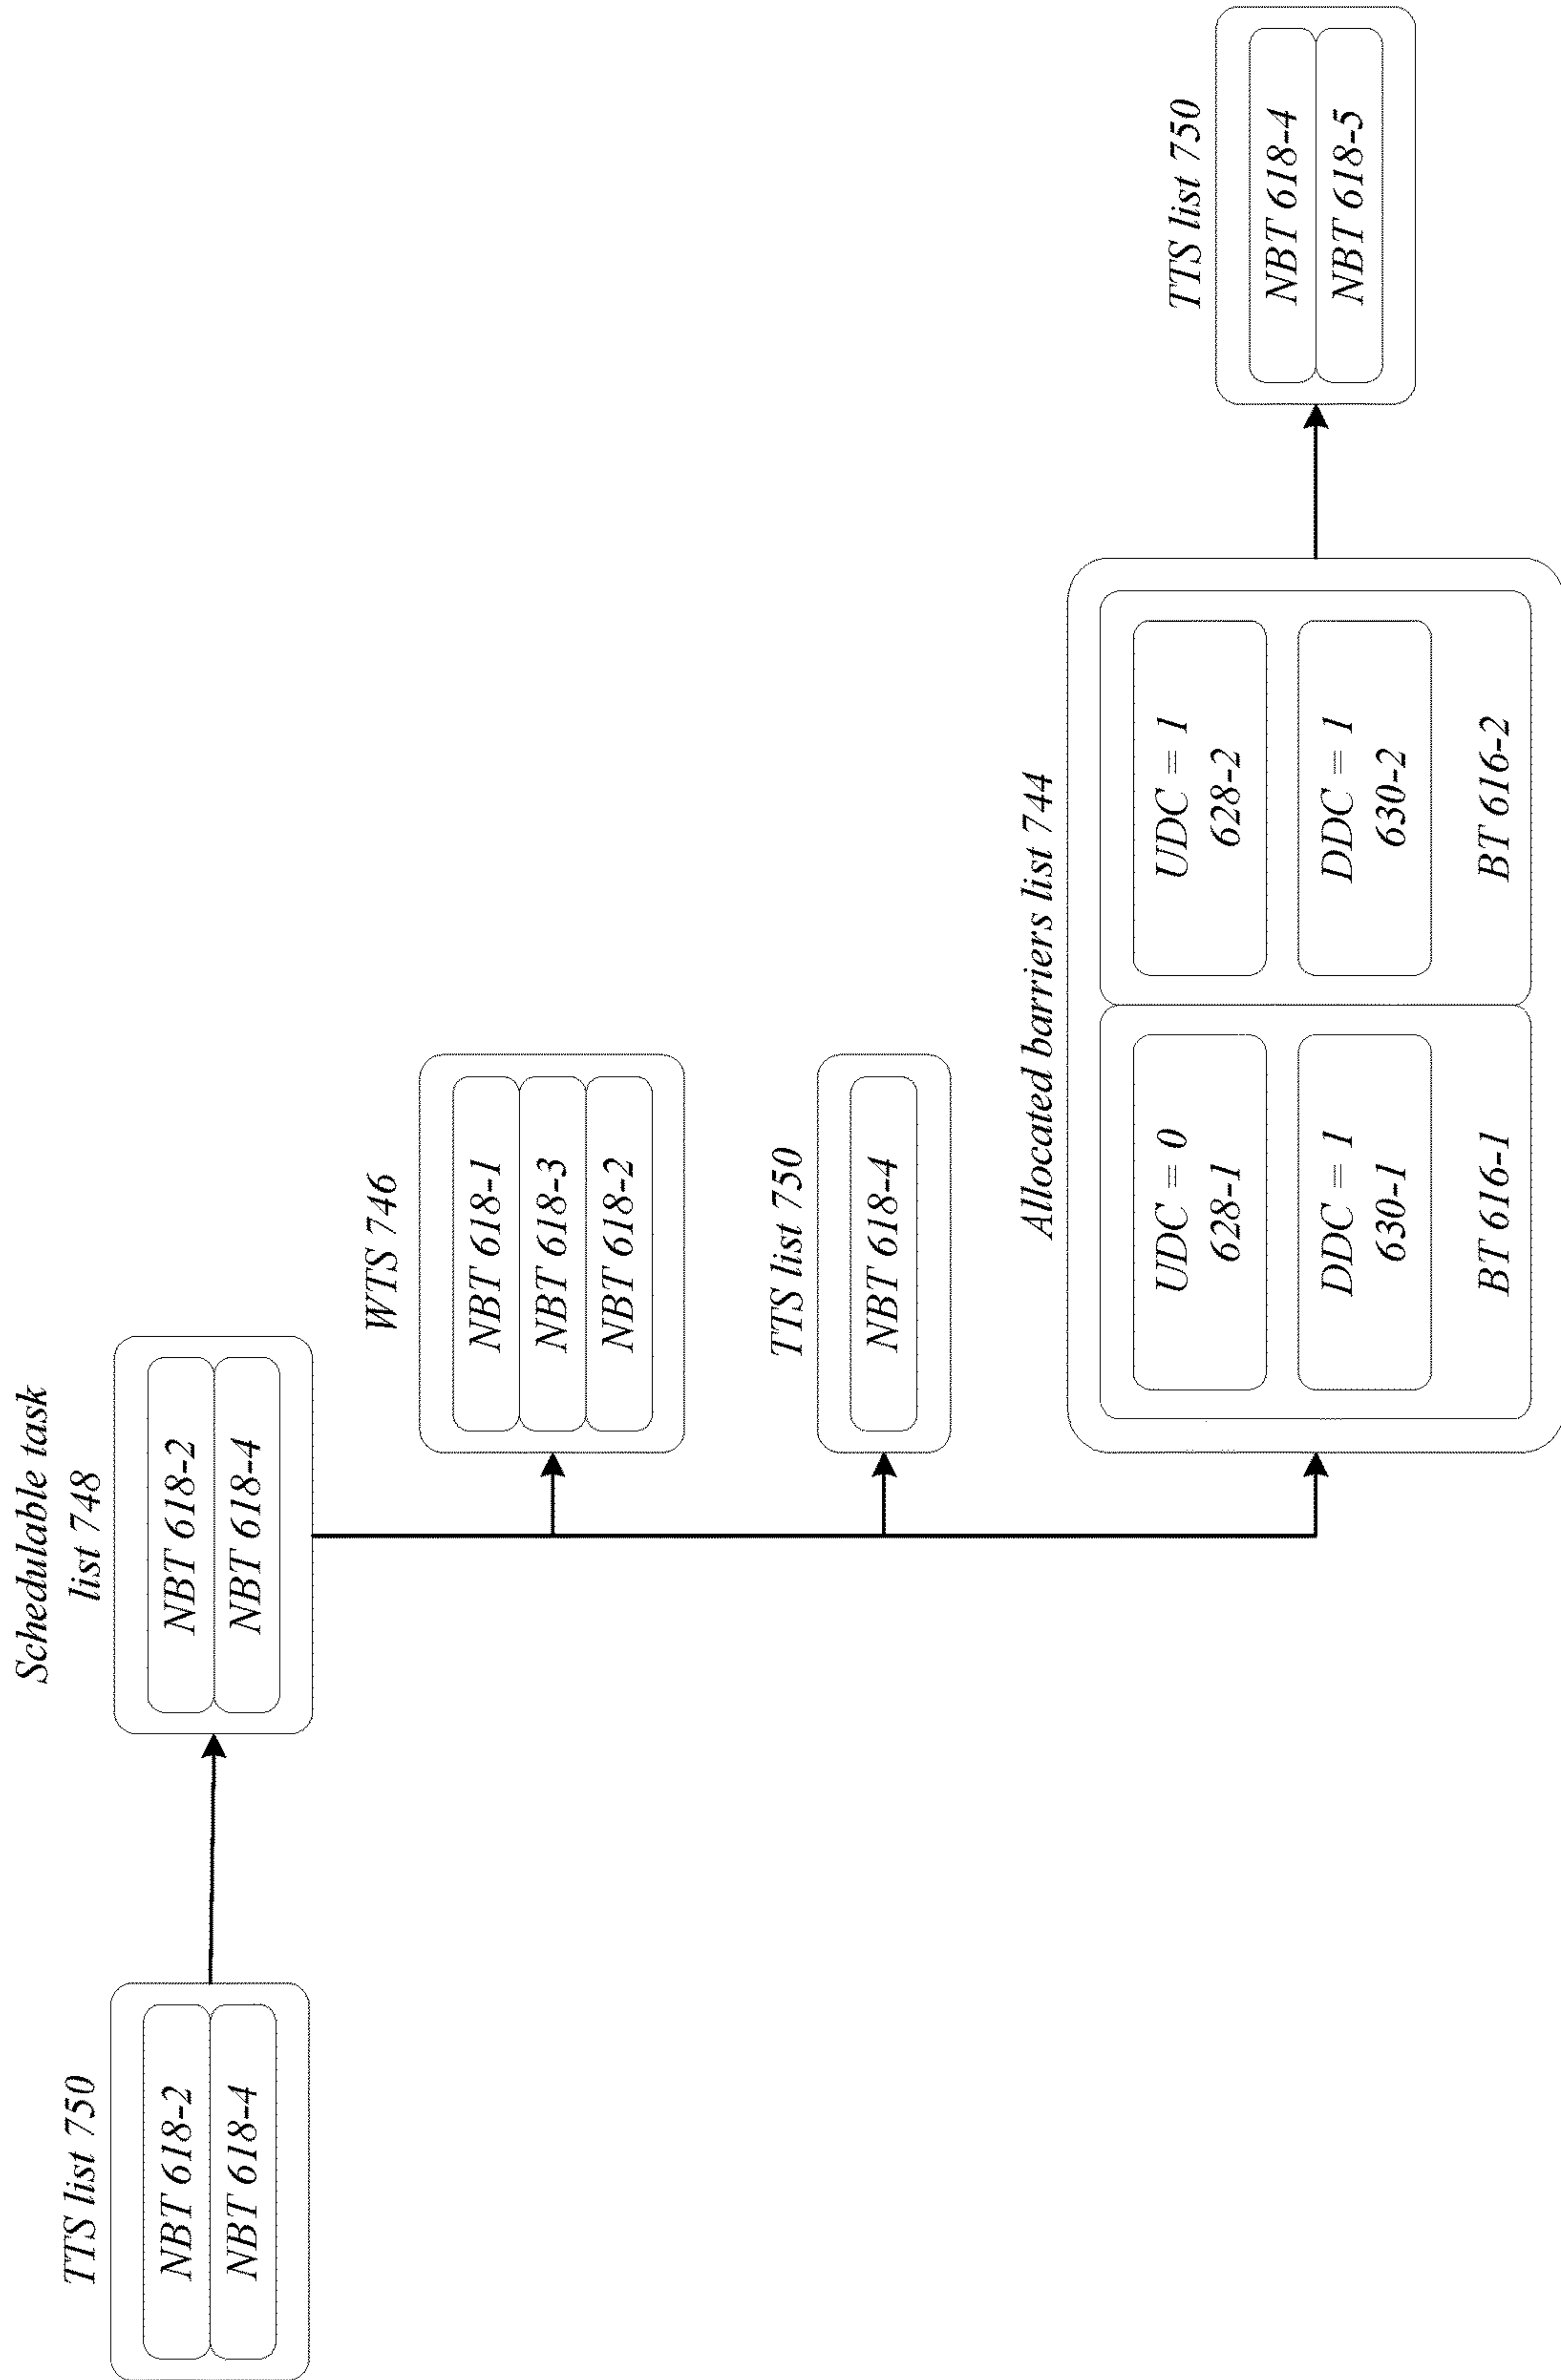 TTS list 750
NBT 618-2
NBT 618-4
Schedulable task
list 748
NBT 618-2
NBT 618-4
WTS 746
NBT 618-1
NBT 618-3
NBT 618-2
TTS list 750
NBT 618-4
Allocated barriers list 744
UDC = 0
628-1
DDC = 1
630-1
BT 616-1
UDC = 1
628-2
DDC = 1
630-2
BT 616-2
TTS list 750
NBT 618-4
NBT 618-5